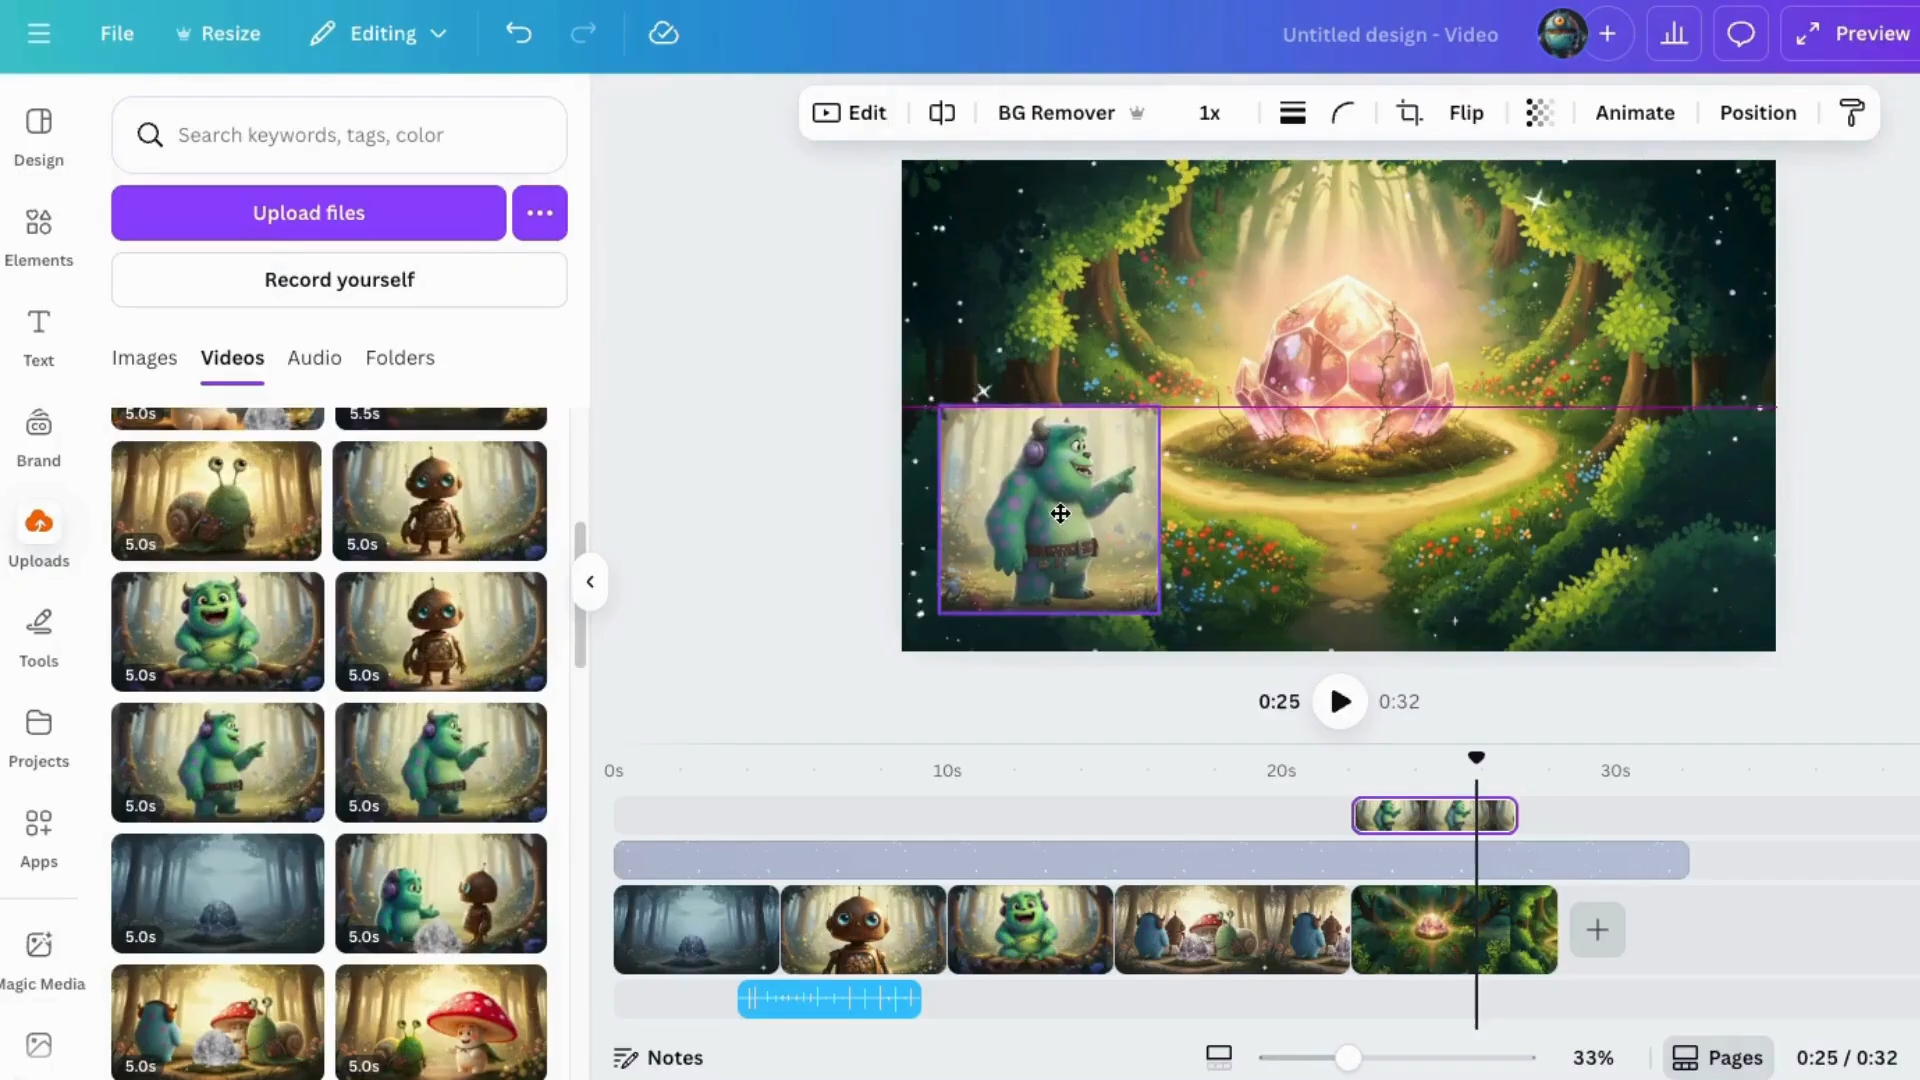 File
Resize
Editing
Untitled design - Video
Preview
Design
Elements
Text
Brand
Uploads
Tools
Projects
Apps
Magic Media
Search keywords, tags, color
Upload files
Record yourself
Images Videos Audio Folders
5.0s 5.5s
5.0s 5.0s
5.0s 5.0s
5.0s 5.0s
5.0s 5.0s
5.0s 5.0s
Edit BG Remover 1x Flip Animate Position
0:25 0:32
0s 10s 20s 30s
Notes 33% Pages 0:25 / 0:32